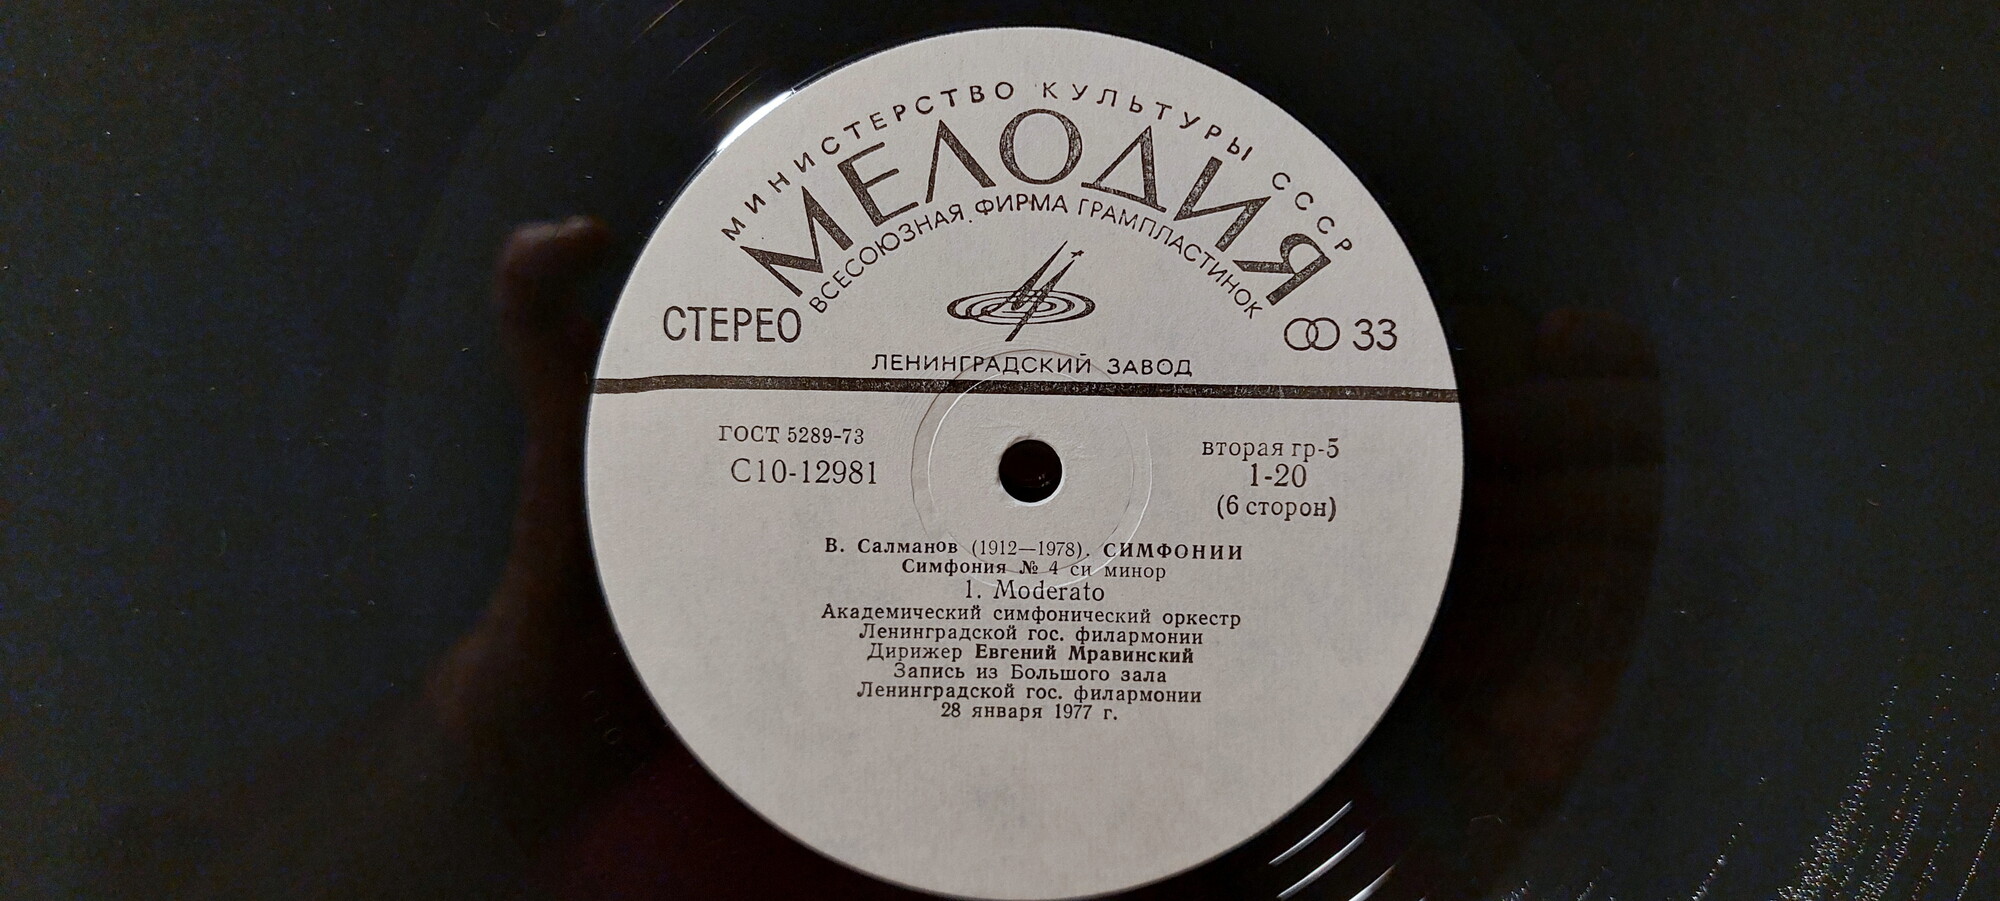 МИНИСТЕРСТВО КУЛЬТУРЫ СССР
МЕЛОДИЯ
ВСЕСОЮЗНАЯ ФИРМА ГРАМПЛАСТИНОК
СТЕРЕО
33
ЛЕНИНГРАДСКИЙ ЗАВОД
ГОСТ 5289-73
С10-12981
вторая гр-5
1-20
(6 сторон)
В. Салманов (1912—1978). СИМФОНИИ
Симфония № 4 си минор
1. Moderato
Академический симфонический оркестр
Ленинградской гос. филармонии
Дирижер Евгений Мравинский
Запись из Большого зала
Ленинградской гос. филармонии
28 января 1977 г.